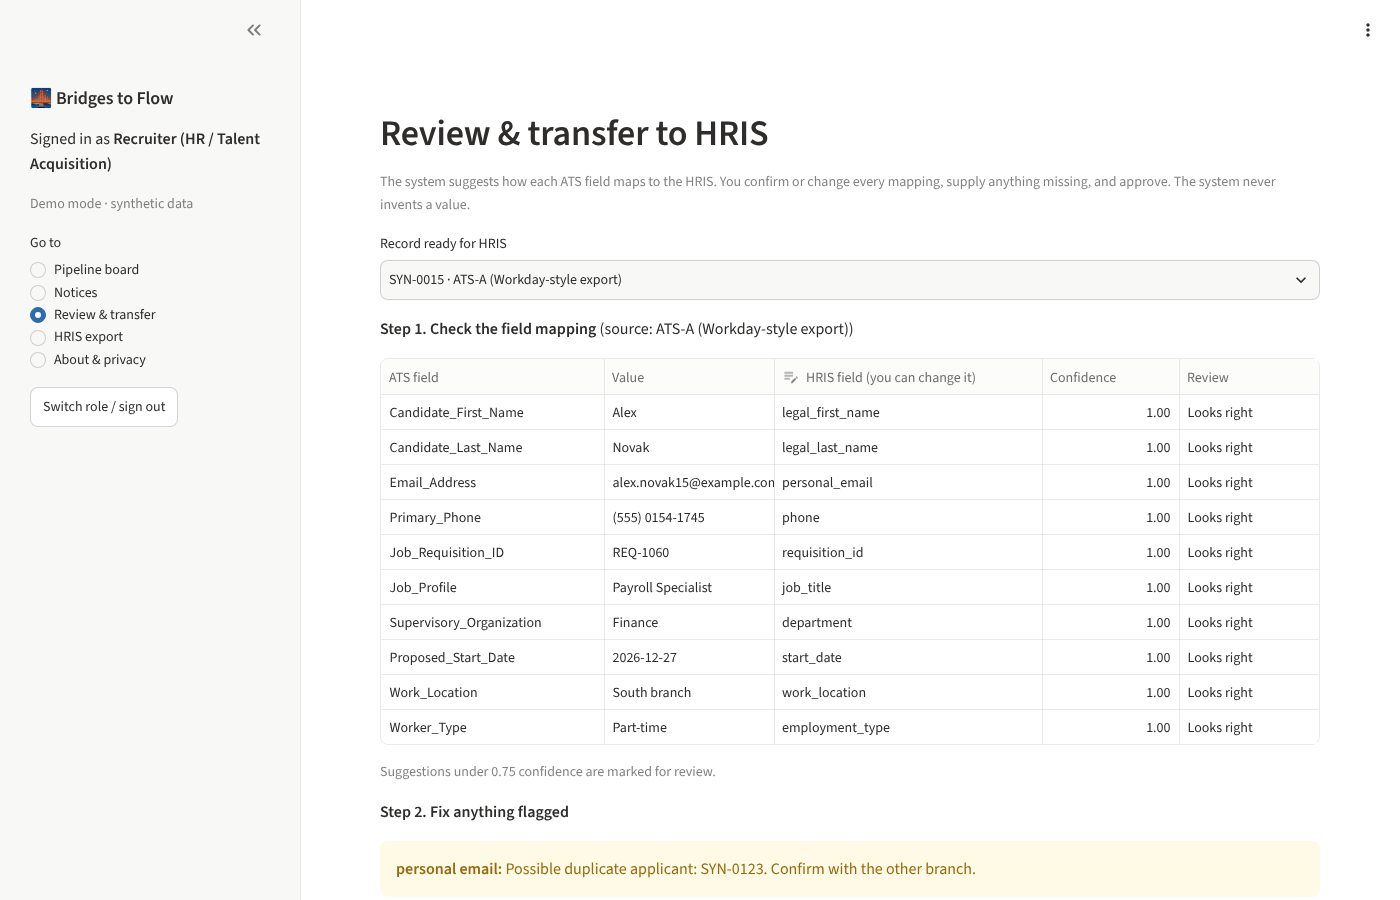 Bridges to Flow
Signed in as Recruiter (HR / Talent
Acquisition)
Demo mode · synthetic data
Go to
Pipeline board
Notices
Review & transfer
HRIS export
About & privacy
Switch role / sign out
Review & transfer to HRIS
The system suggests how each ATS field maps to the HRIS. You confirm or change every mapping, supply anything missing, and approve. The system never
invents a value.
Record ready for HRIS
SYN-0015 · ATS-A (Workday-style export)
Step 1. Check the field mapping (source: ATS-A (Workday-style export))
ATS field Value HRIS field (you can change it) Confidence Review
Candidate_First_Name Alex legal_first_name 1.00 Looks right
Candidate_Last_Name Novak legal_last_name 1.00 Looks right
Email_Address alex.novak15@example.com personal_email 1.00 Looks right
Primary_Phone (555) 0154-1745 phone 1.00 Looks right
Job_Requisition_ID REQ-1060 requisition_id 1.00 Looks right
Job_Profile Payroll Specialist job_title 1.00 Looks right
Supervisory_Organization Finance department 1.00 Looks right
Proposed_Start_Date 2026-12-27 start_date 1.00 Looks right
Work_Location South branch work_location 1.00 Looks right
Worker_Type Part-time employment_type 1.00 Looks right
Suggestions under 0.75 confidence are marked for review.
Step 2. Fix anything flagged
personal email: Possible duplicate applicant: SYN-0123. Confirm with the other branch.